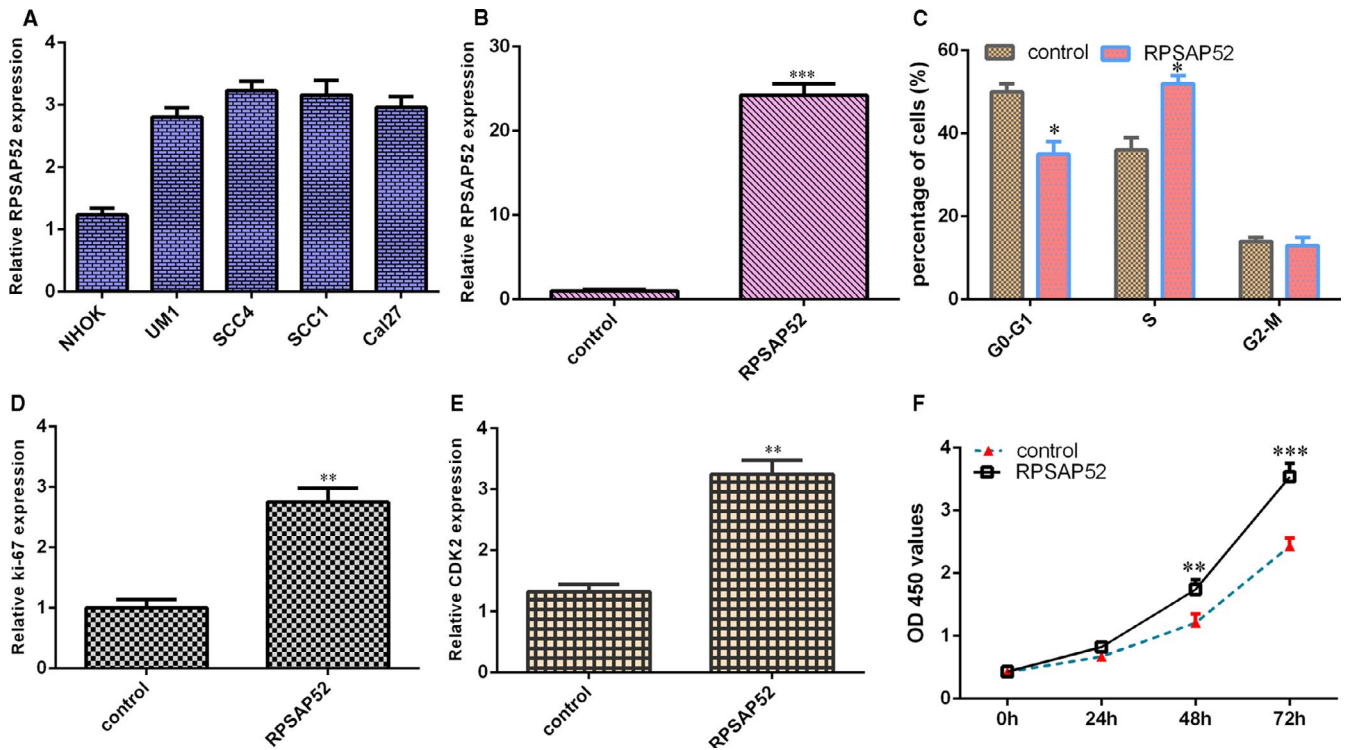 A
Relative RPSAP52 expression
4
3
2
1
0
NHOK
UM1
SCC4
SCC1
Cal27
B
Relative RPSAP52 expression
30
20
10
0
***
control
RPSAP52
C
percentage of cells (%)
60
40
20
0
control
RPSAP52
*
*
G0-G1
S
G2-M
D
Relative ki-67 expression
4
3
2
1
0
**
control
RPSAP52
E
Relative CDK2 expression
4
3
2
1
0
**
control
RPSAP52
F
OD 450 values
4
3
2
1
0
control
RPSAP52
**
***
0h
24h
48h
72h